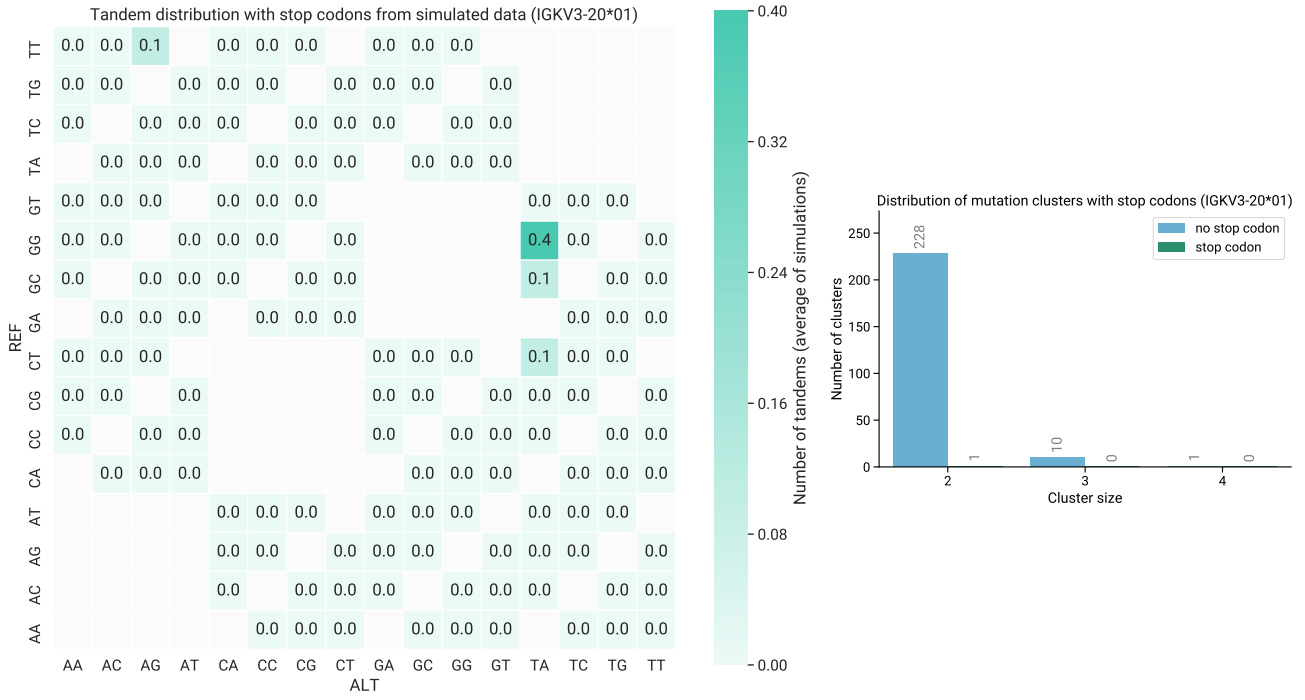 Tandem distribution with stop codons from simulated data (IGKV3-20*01)
TT 0.0 0.0 0.1 0.0 0.0 0.0 0.0 0.0 0.0
TG 0.0 0.0 0.0 0.0 0.0 0.0 0.0 0.0 0.0
TC 0.0 0.0 0.0 0.0 0.0 0.0 0.0 0.0 0.0
TA 0.0 0.0 0.0 0.0 0.0 0.0 0.0 0.0 0.0
GT 0.0 0.0 0.0 0.0 0.0 0.0 0.0 0.0 0.0
GG 0.0 0.0 0.0 0.0 0.0 0.0 0.4 0.0 0.0
GC 0.0 0.0 0.0 0.0 0.0 0.0 0.1 0.0 0.0
GA 0.0 0.0 0.0 0.0 0.0 0.0 0.0 0.0 0.0
CT 0.0 0.0 0.0 0.0 0.0 0.0 0.1 0.0 0.0
CG 0.0 0.0 0.0 0.0 0.0 0.0 0.0 0.0 0.0
CC 0.0 0.0 0.0 0.0 0.0 0.0 0.0 0.0 0.0
CA 0.0 0.0 0.0 0.0 0.0 0.0 0.0 0.0 0.0
AT 0.0 0.0 0.0 0.0 0.0 0.0 0.0 0.0 0.0
AG 0.0 0.0 0.0 0.0 0.0 0.0 0.0 0.0 0.0
AC 0.0 0.0 0.0 0.0 0.0 0.0 0.0 0.0 0.0
AA 0.0 0.0 0.0 0.0 0.0 0.0 0.0 0.0 0.0
REF
AA AC AG AT CA CC CG CT GA GC GG GT TA TC TG TT
ALT
0.40
0.32
0.24
0.16
0.08
0.00
Number of tandems (average of simulations)
Distribution of mutation clusters with stop codons (IGKV3-20*01)
no stop codon
stop codon
250
200
150
100
50
0
Number of clusters
228 1 10 0 1 0
2 3 4
Cluster size